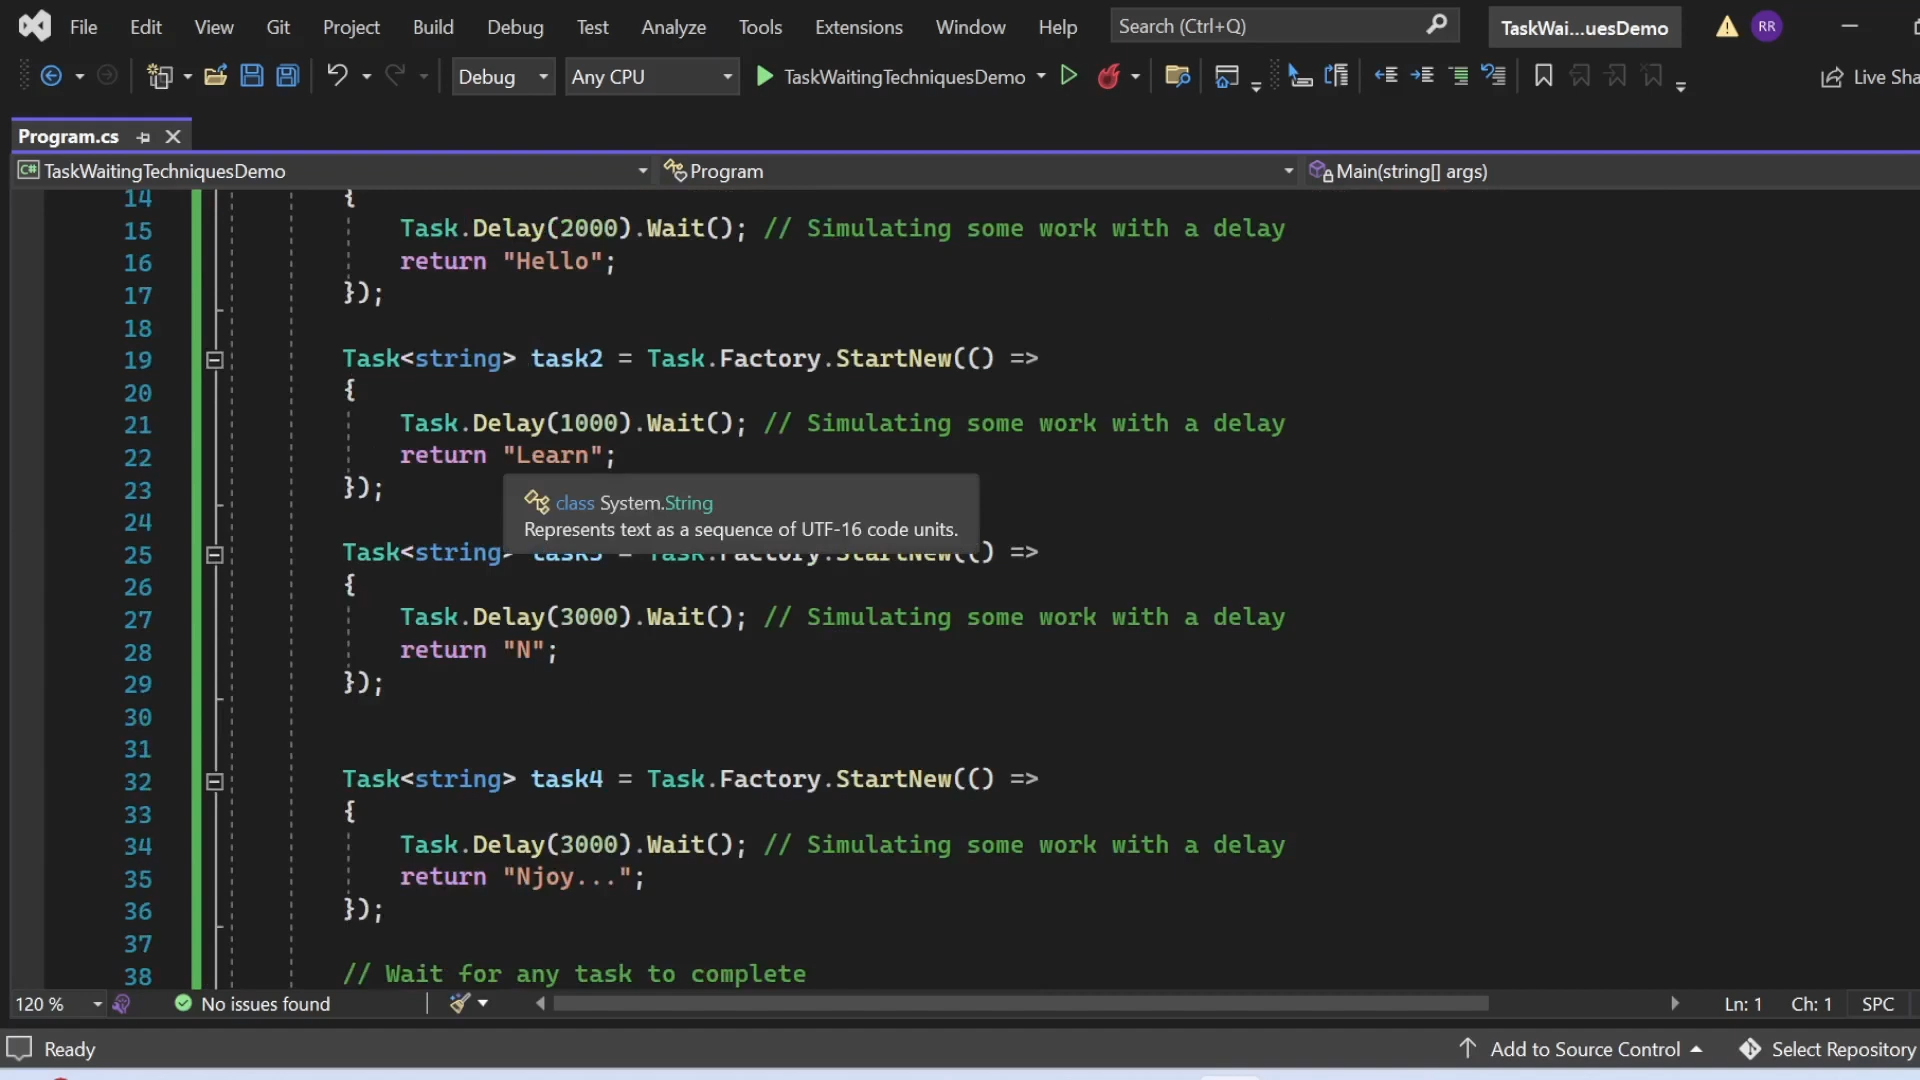 File Edit View Git Project Build Debug Test Analyze Tools Extensions Window Help Search (Ctrl+Q) TaskWai...uesDemo RR
Debug Any CPU TaskWaitingTechniquesDemo Live Sha
Program.cs
C# TaskWaitingTechniquesDemo Program Main(string[] args)
14 {
15 Task.Delay(2000).Wait(); // Simulating some work with a delay
16 return "Hello";
17 });
18
19 Task<string> task2 = Task.Factory.StartNew(() =>
20 {
21 Task.Delay(1000).Wait(); // Simulating some work with a delay
22 return "Learn";
23 });
class System.String
24
Represents text as a sequence of UTF-16 code units.
25 Task<string> task3 = Task.Factory.StartNew(() =>
26 {
27 Task.Delay(3000).Wait(); // Simulating some work with a delay
28 return "N";
29 });
30
31
32 Task<string> task4 = Task.Factory.StartNew(() =>
33 {
34 Task.Delay(3000).Wait(); // Simulating some work with a delay
35 return "Njoy...";
36 });
37
38 // Wait for any task to complete
120 % No issues found Ln: 1 Ch: 1 SPC
Ready Add to Source Control Select Repository